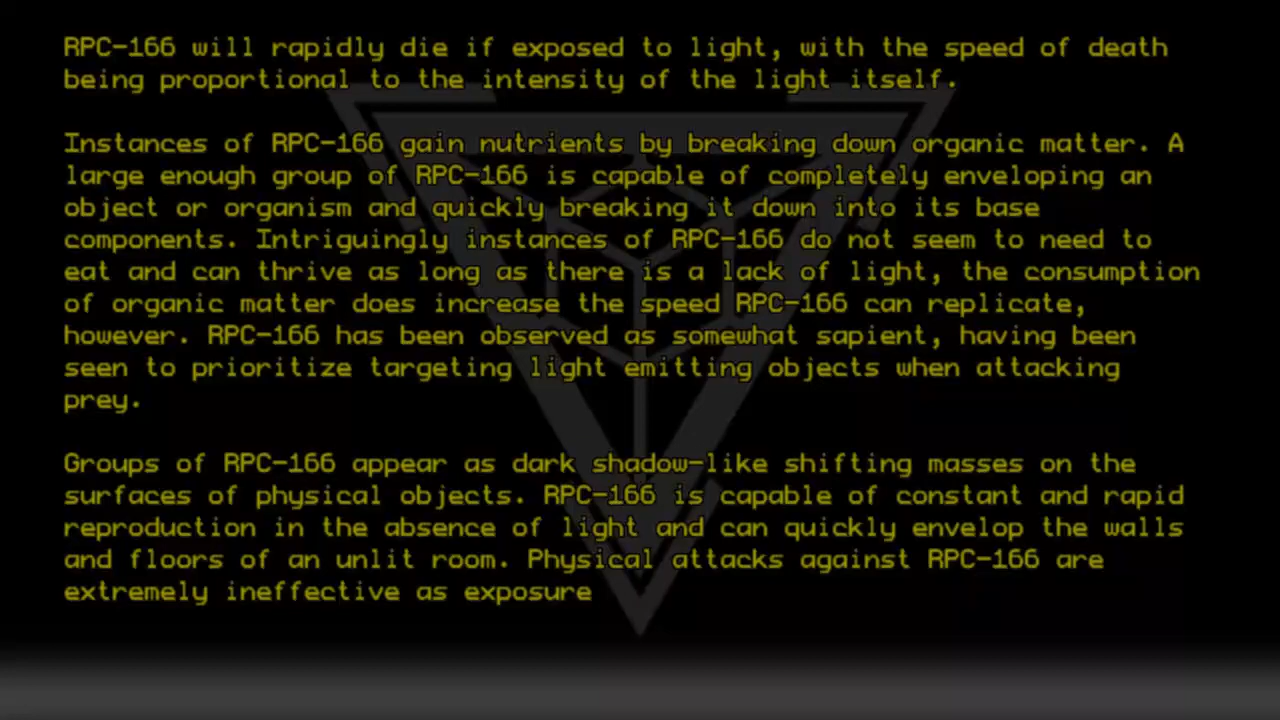 RPC-166 will rapidly die if exposed to light, with the speed of death
being proportional to the intensity of the light itself.
Instances of RPC-166 gain nutrients by breaking down organic matter. A
large enough group of RPC-166 is capable of completely enveloping an
object or organism and quickly breaking it down into its base
components. Intriguingly instances of RPC-166 do not seem to need to
eat and can thrive as long as there is a lack of light, the consumption
of organic matter does increase the speed RPC-166 can replicate,
however. RPC-166 has been observed as somewhat sapient, having been
seen to prioritize targeting light emitting objects when attacking
prey.
Groups of RPC-166 appear as dark shadow-like shifting masses on the
surfaces of physical objects. RPC-166 is capable of constant and rapid
reproduction in the absence of light and can quickly envelop the walls
and floors of an unlit room. Physical attacks against RPC-166 are
extremely ineffective as exposure